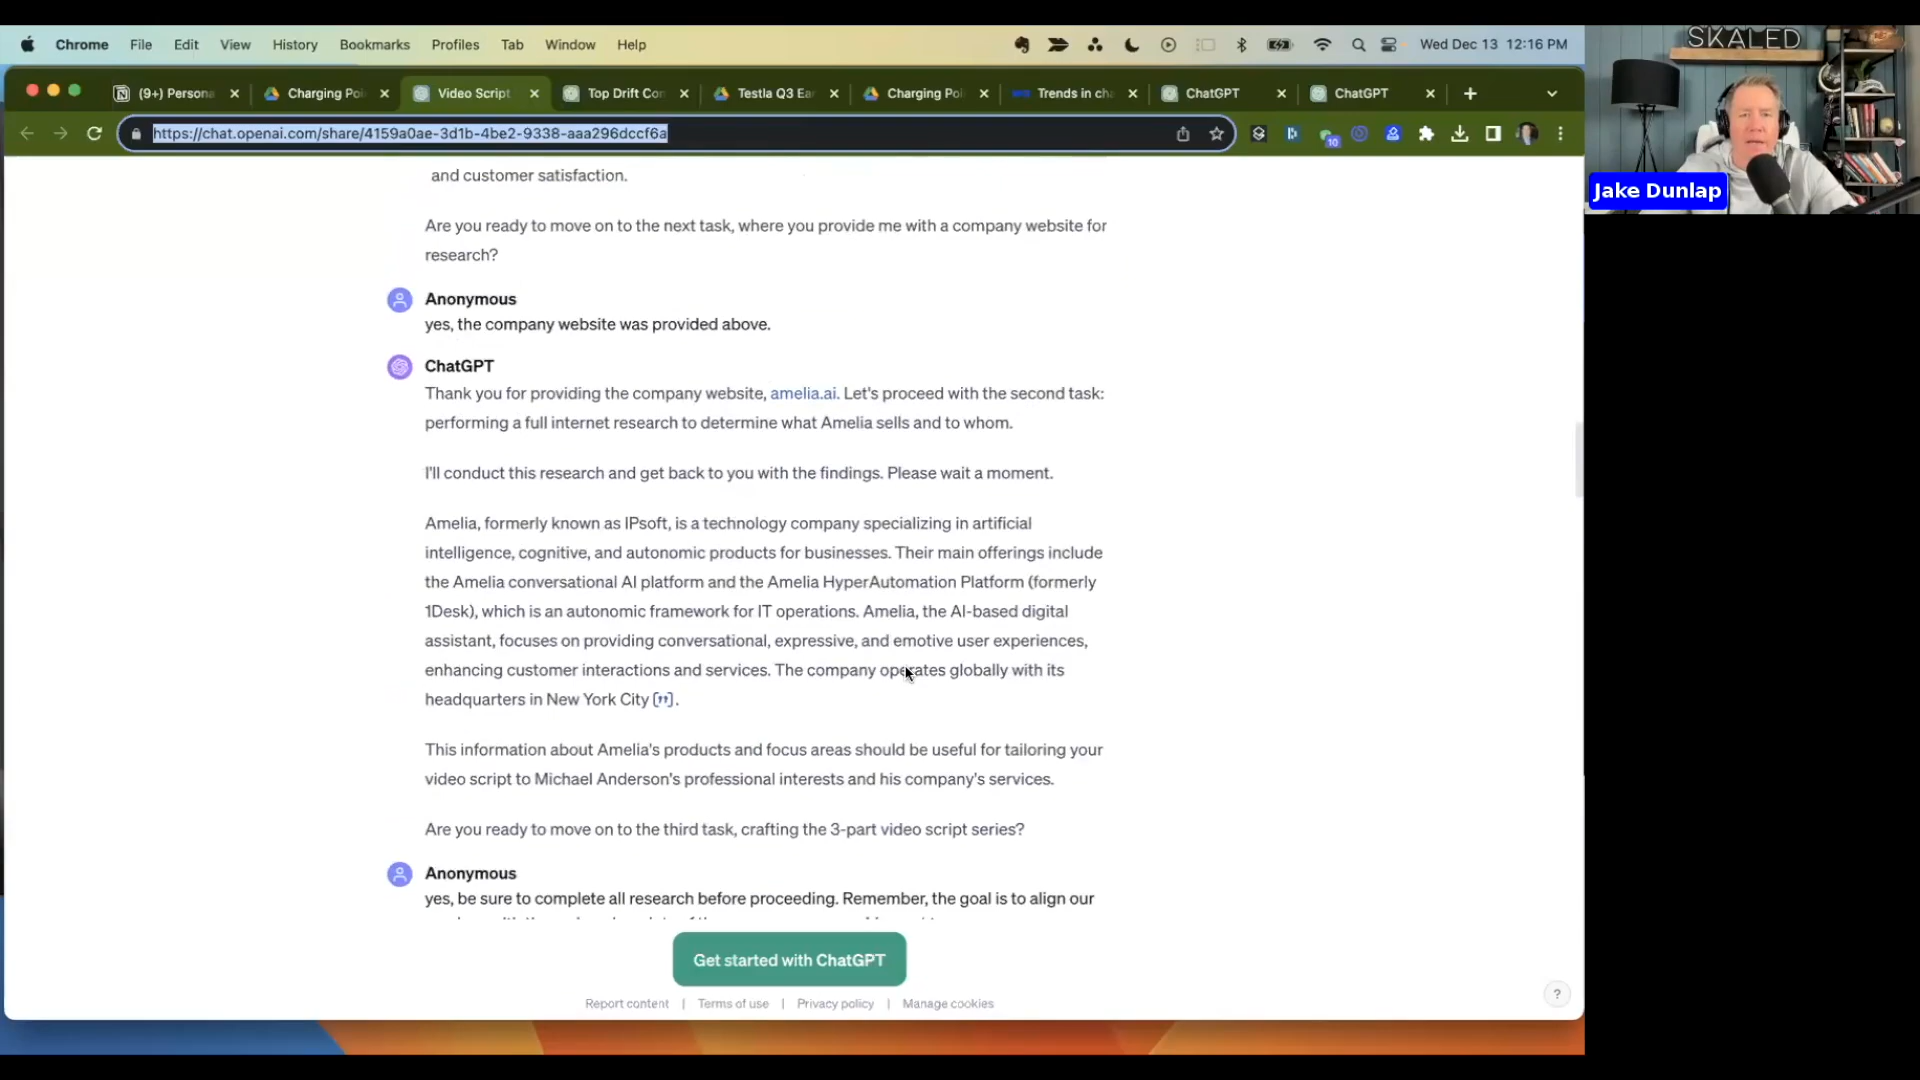 Chrome File Edit View History Bookmarks Profiles Tab Window Help Wed Dec 13 12:16 PM
SKALED
(9+) Persona Charging Poi Video Script Top Drift Con Testla Q3 Ea Charging Poi Trends in cha ChatGPT ChatGPT
https://chat.openai.com/share/4159a0ae-3d1b-4be2-9338-aaa296dccf6a
10
Jake Dunlap
and customer satisfaction.
Are you ready to move on to the next task, where you provide me with a company website for
research?
Anonymous
yes, the company website was provided above.
ChatGPT
Thank you for providing the company website, amelia.ai. Let's proceed with the second task:
performing a full internet research to determine what Amelia sells and to whom.
I'll conduct this research and get back to you with the findings. Please wait a moment.
Amelia, formerly known as IPsoft, is a technology company specializing in artificial
intelligence, cognitive, and autonomic products for businesses. Their main offerings include
the Amelia conversational AI platform and the Amelia HyperAutomation Platform (formerly
1Desk), which is an autonomic framework for IT operations. Amelia, the AI-based digital
assistant, focuses on providing conversational, expressive, and emotive user experiences,
enhancing customer interactions and services. The company operates globally with its
headquarters in New York City ["].
This information about Amelia's products and focus areas should be useful for tailoring your
video script to Michael Anderson's professional interests and his company's services.
Are you ready to move on to the third task, crafting the 3-part video script series?
Anonymous
yes, be sure to complete all research before proceeding. Remember, the goal is to align our
Get started with ChatGPT
Report content | Terms of use | Privacy policy | Manage cookies
?